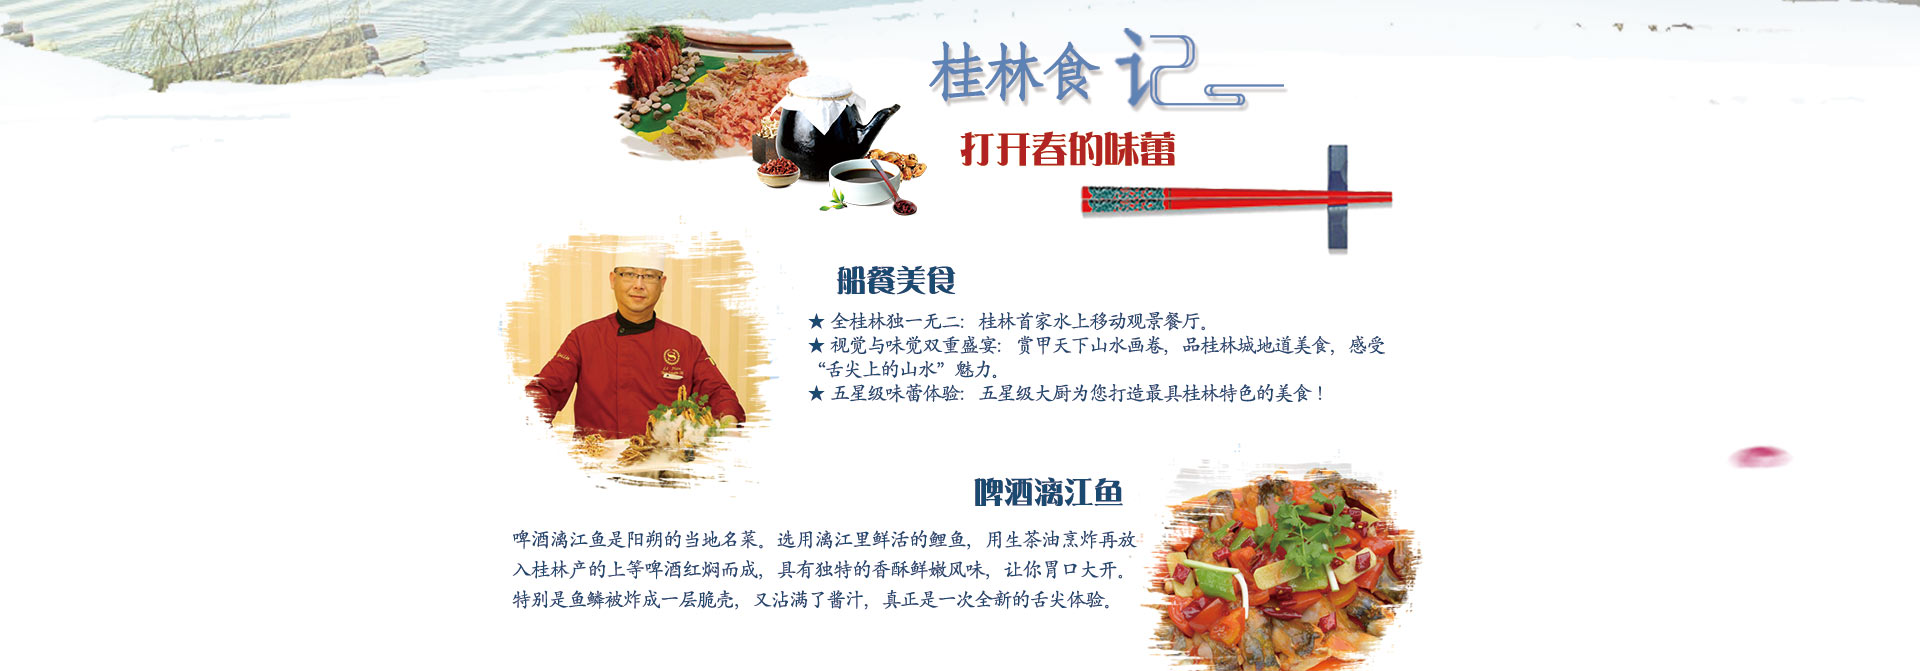 桂林食记
打开春的味蕾
船餐美食
★ 全桂林独一无二：桂林首家水上移动观景餐厅。
★ 视觉与味觉双重盛宴：赏甲天下山水画卷，品桂林城地道美食，感受
“舌尖上的山水”魅力。
★ 五星级味蕾体验：五星级大厨为您打造最具桂林特色的美食！
啤酒漓江鱼
啤酒漓江鱼是阳朔的当地名菜。选用漓江里鲜活的鲤鱼，用生茶油烹炸再放
入桂林产的上等啤酒红焖而成，具有独特的香酥鲜嫩风味，让你胃口大开。
特别是鱼鳞被炸成一层脆壳，又沾满了酱汁，真正是一次全新的舌尖体验。